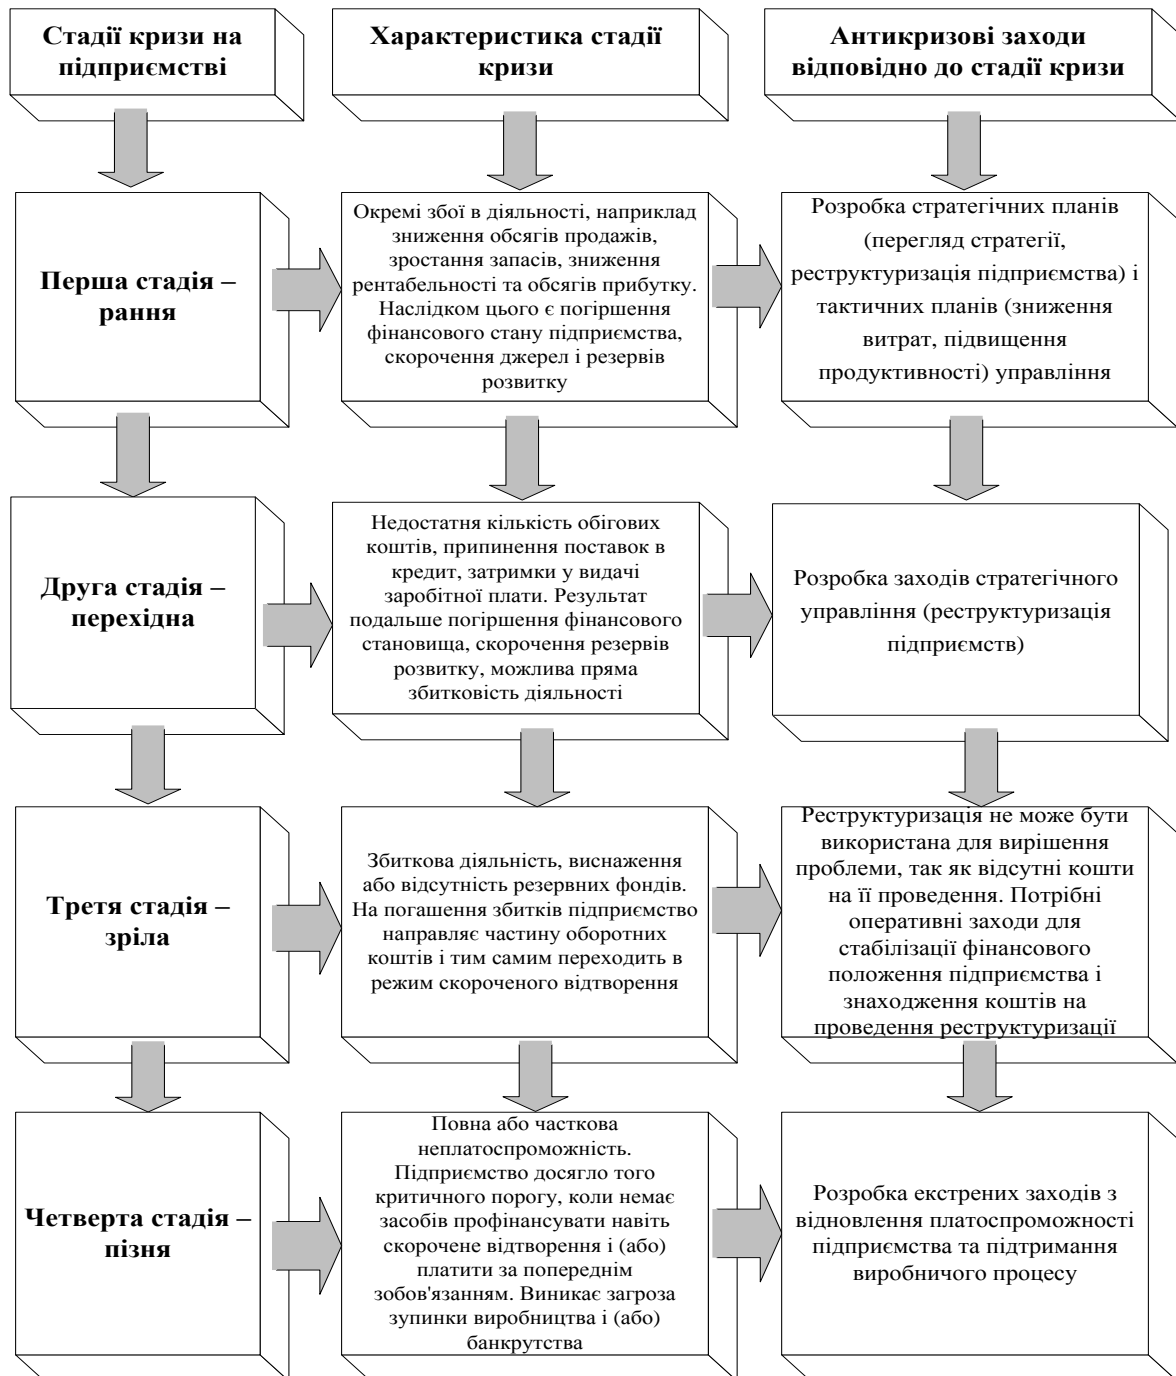 Стадії кризи на
підприємстві
Характеристика стадії
кризи
Антикризові заходи
відповідно до стадії кризи
Перша стадія –
рання
Окремі збої в діяльності, наприклад
зниження обсягів продажів,
зростання запасів, зниження
рентабельності та обсягів прибутку.
Наслідком цього є погіршення
фінансового стану підприємства,
скорочення джерел і резервів
розвитку
Розробка стратегічних планів
(перегляд стратегії,
реструктуризація підприємства) і
тактичних планів (зниження
витрат, підвищення
продуктивності) управління
Друга стадія –
перехідна
Недостатня кількість обігових
коштів, припинення поставок в
кредит, затримки у видачі
заробітної плати. Результат
подальше погіршення фінансового
становища, скорочення резервів
розвитку, можлива пряма
збитковість діяльності
Розробка заходів стратегічного
управління (реструктуризація
підприємств)
Третя стадія –
зріла
Збиткова діяльність, виснаження
або відсутність резервних фондів.
На погашення збитків підприємство
направляє частину оборотних
коштів і тим самим переходить в
режим скороченого відтворення
Реструктуризація не може бути
використана для вирішення
проблеми, так як відсутні кошти
на її проведення. Потрібні
оперативні заходи для
стабілізації фінансового
положення підприємства і
знаходження коштів на
проведення реструктуризації
Четверта стадія –
пізня
Повна або часткова
неплатоспроможність.
Підприємство досягло того
критичного порогу, коли немає
засобів профінансувати навіть
скорочене відтворення і (або)
платити за попереднім
зобов'язанням. Виникає загроза
зупинки виробництва і (або)
банкрутства
Розробка екстрених заходів з
відновлення платоспроможності
підприємства та підтримання
виробничого процесу